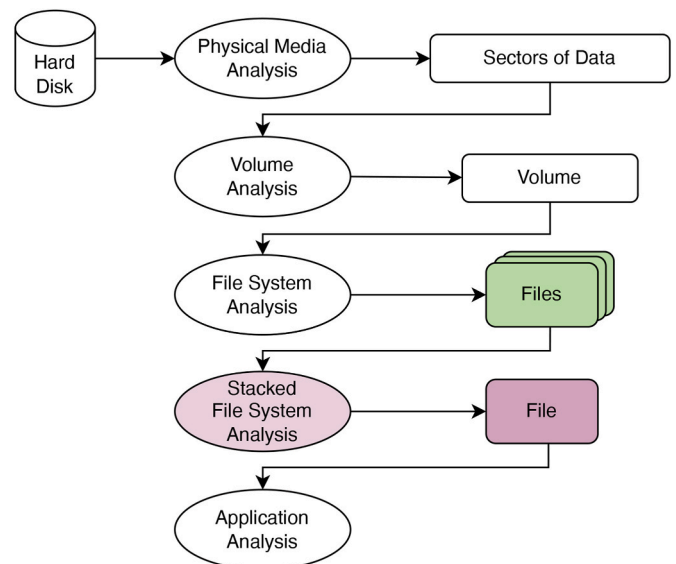 Hard
Disk
Physical Media
Analysis
Sectors of Data
Volume
Analysis
Volume
File System
Analysis
Files
Stacked
File System
Analysis
File
Application
Analysis